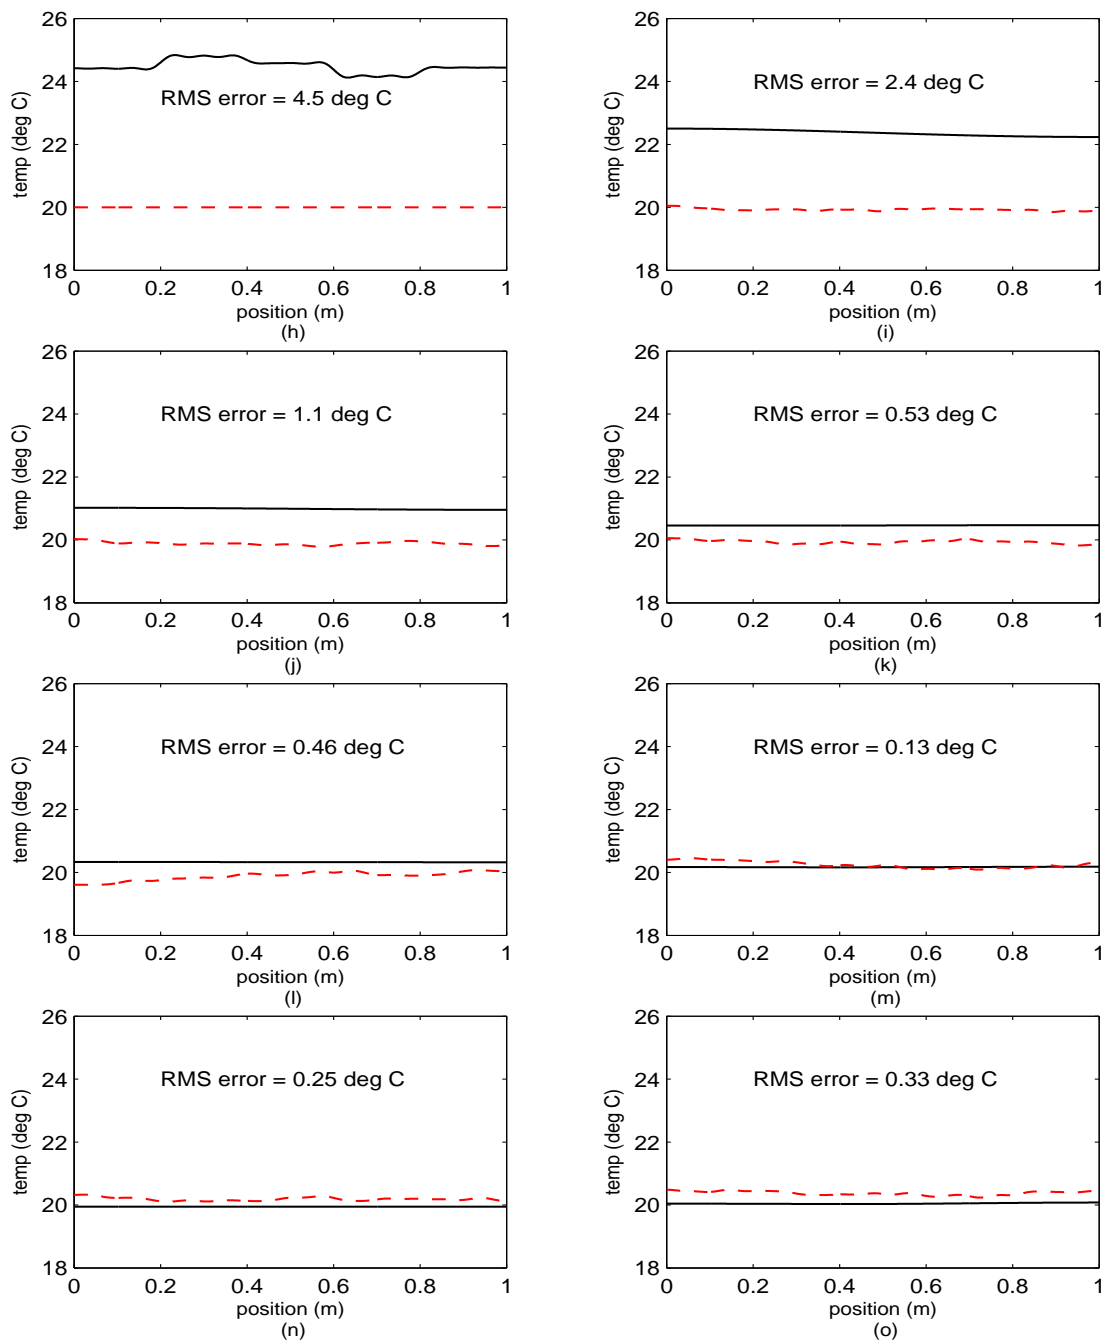 26
24
22
20
18
temp (deg C)
RMS error = 4.5 deg C
0 0.2 0.4 0.6 0.8 1
position (m)
(h)
26
24
22
20
18
temp (deg C)
RMS error = 2.4 deg C
0 0.2 0.4 0.6 0.8 1
position (m)
(i)
26
24
22
20
18
temp (deg C)
RMS error = 1.1 deg C
0 0.2 0.4 0.6 0.8 1
position (m)
(j)
26
24
22
20
18
temp (deg C)
RMS error = 0.53 deg C
0 0.2 0.4 0.6 0.8 1
position (m)
(k)
26
24
22
20
18
temp (deg C)
RMS error = 0.46 deg C
0 0.2 0.4 0.6 0.8 1
position (m)
(l)
26
24
22
20
18
temp (deg C)
RMS error = 0.13 deg C
0 0.2 0.4 0.6 0.8 1
position (m)
(m)
26
24
22
20
18
temp (deg C)
RMS error = 0.25 deg C
0 0.2 0.4 0.6 0.8 1
position (m)
(n)
26
24
22
20
18
temp (deg C)
RMS error = 0.33 deg C
0 0.2 0.4 0.6 0.8 1
position (m)
(o)